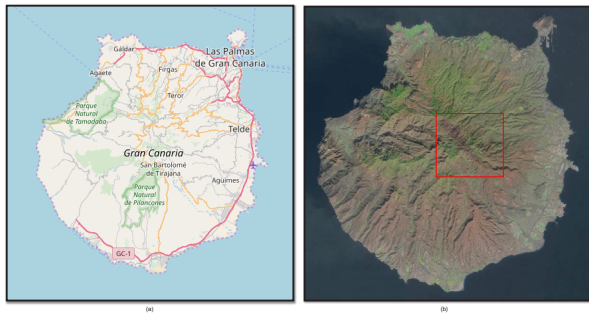 Gáldar
Las Palmas
de Gran Canaria
Agaete
Firgas
Teror
Parque
Natural
de Tamadaba
Telde
Gran Canaria
San Bartolomé
de Tirajana
Agüimes
Parque
Natural
de Pilancones
GC-1
(a)
(b)